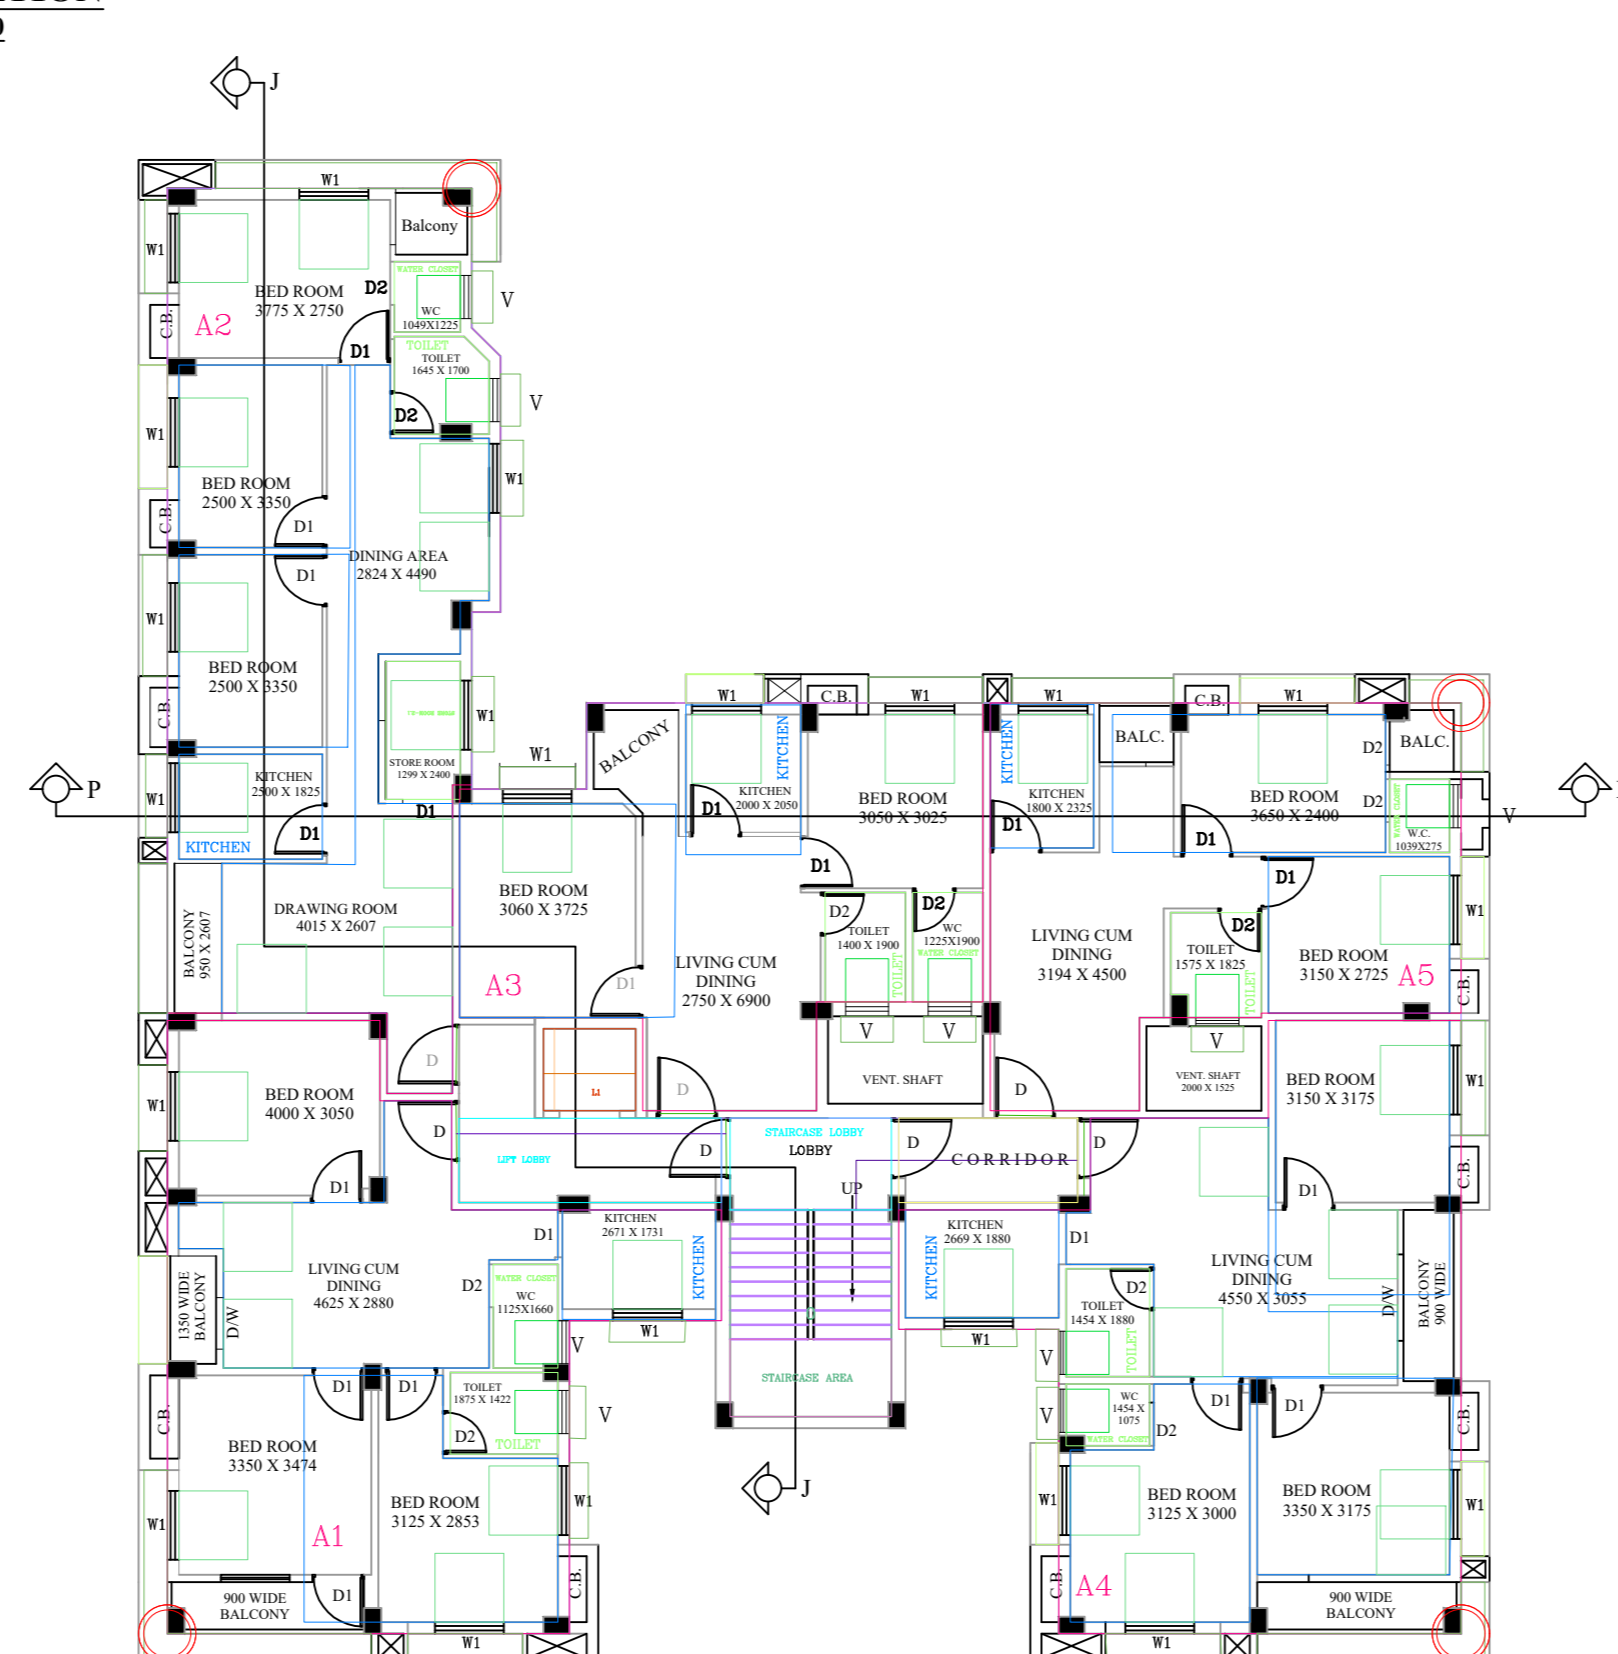 J
W1
Balcony
W1
WATER CLOSET
BED ROOM
3775 X 2750
D2
WC
1049X1225
V
C.B.
A2
D1
TOILET
TOILET
1645 X 1700
V
D2
W1
W1
BED ROOM
2500 X 3350
C.B.
D1
DINING AREA
2824 X 4490
D1
W1
BED ROOM
2500 X 3350
C.B.
W1
STORE ROOM
1299 X 2400
D1
W1
BALCONY
W1
KITCHEN
C.B.
W1
KITCHEN
W1
C.B.
W1
BALC.
D2
BALC.
P
W1
KITCHEN
2500 X 1825
D1
KITCHEN
KITCHEN
2000 X 2050
D1
BED ROOM
3050 X 3025
KITCHEN
1800 X 2325
D1
BED ROOM
3650 X 2400
D2
WATER CLOSET
W.C.
1039X275
V
D1
D1
D1
BALCONY
950 X 2607
DRAWING ROOM
4015 X 2607
BED ROOM
3060 X 3725
D2
D2
TOILET
1400 X 1900
WC
1225X1900
WATER CLOSET
TOILET
LIVING CUM
DINING
3194 X 4500
D2
TOILET
1575 X 1825
TOILET
W1
BED ROOM
3150 X 2725
A5
C.B.
A3
D1
LIVING CUM
DINING
2750 X 6900
V
V
V
VENT. SHAFT
VENT. SHAFT
2000 X 1525
D
L1
D
D
BED ROOM
4000 X 3050
W1
BED ROOM
3150 X 3175
W1
D
LIFT LOBBY
D
STAIRCASE LOBBY
LOBBY
D
CORRIDOR
D
C.B.
D1
D1
UP
KITCHEN
2671 X 1731
KITCHEN
D1
KITCHEN
2669 X 1880
KITCHEN
D1
1350 WIDE
BALCONY
D/W
LIVING CUM
DINING
4625 X 2880
D2
WATER CLOSET
WC
1125X1660
V
W1
W1
D2
TOILET
1454 X 1880
TOILET
V
LIVING CUM
DINING
4550 X 3055
D/W
BALCONY
900 WIDE
STAIRCASE AREA
D1
D1
TOILET
1875 X 1422
D2
TOILET
V
V
WC
1454 X
1075
WATER CLOSET
D2
D1
D1
C.B.
C.B.
BED ROOM
3350 X 3474
W1
A1
BED ROOM
3125 X 2853
W1
J
W1
BED ROOM
3125 X 3000
BED ROOM
3350 X 3175
W1
900 WIDE
BALCONY
D1
C.B.
C.B.
A4
900 WIDE
BALCONY
W1
W1